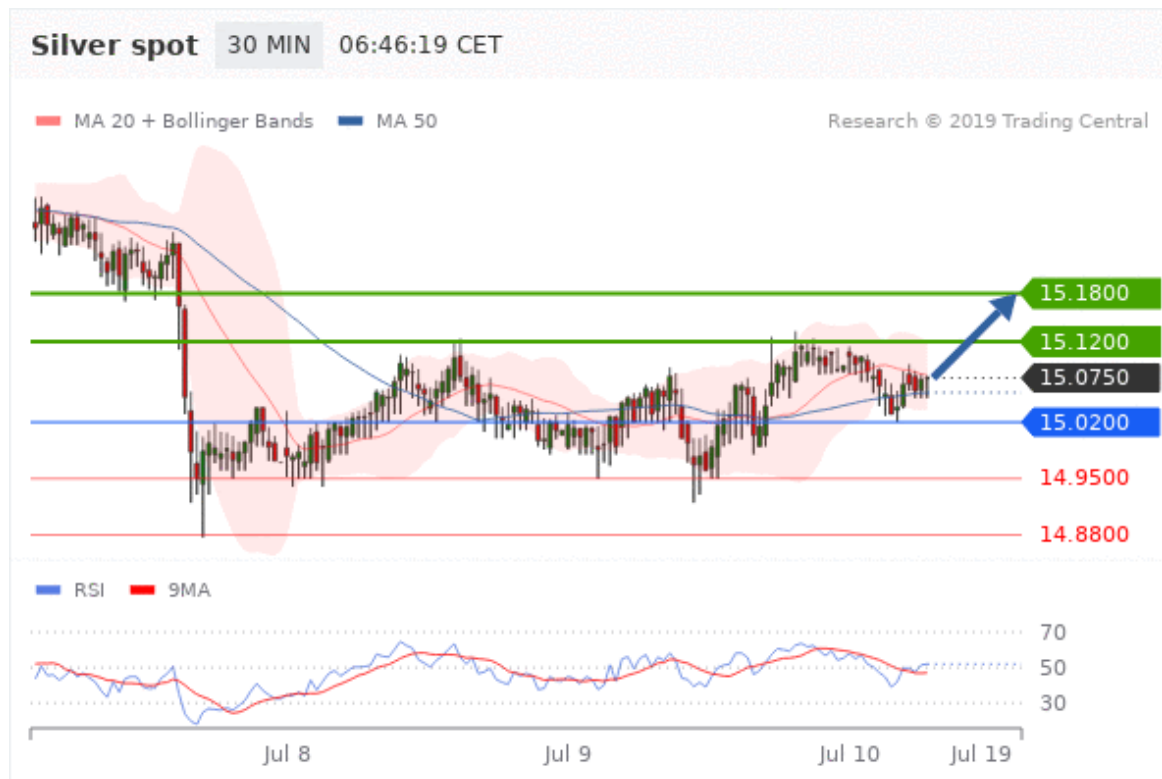 Silver spot 30 MIN 06:46:19 CET
MA 20 + Bollinger Bands MA 50 Research © 2019 Trading Central
15.1800
15.1200
15.0750
15.0200
14.9500
14.8800
RSI 9MA
70
50
30
Jul 8 Jul 9 Jul 10 Jul 19